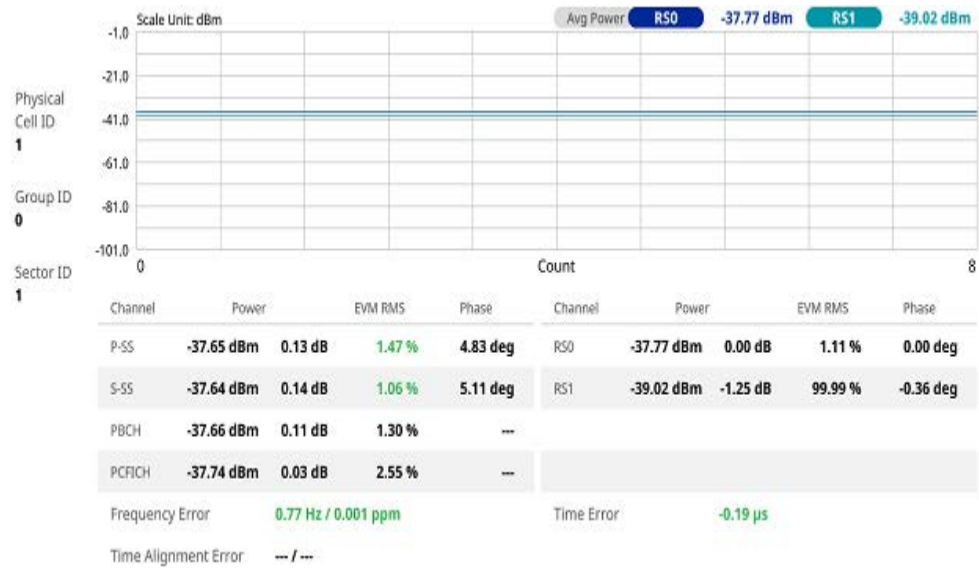 Scale Unit: dBm Avg Power RS0 -37.77 dBm RS1 -39.02 dBm
-1.0
-21.0
Physical
Cell ID
1
-41.0
-61.0
Group ID
0
-81.0
-101.0
Sector ID
1
0 Count 8
Channel Power EVM RMS Phase Channel Power EVM RMS Phase
P-SS -37.65 dBm 0.13 dB 1.47 % 4.83 deg RS0 -37.77 dBm 0.00 dB 1.11 % 0.00 deg
S-SS -37.64 dBm 0.14 dB 1.06 % 5.11 deg RS1 -39.02 dBm -1.25 dB 99.99 % -0.36 deg
PBCH -37.66 dBm 0.11 dB 1.30 % ---
PCFICH -37.74 dBm 0.03 dB 2.55 % ---
Frequency Error 0.77 Hz / 0.001 ppm Time Error -0.19 µs
Time Alignment Error --- / ---